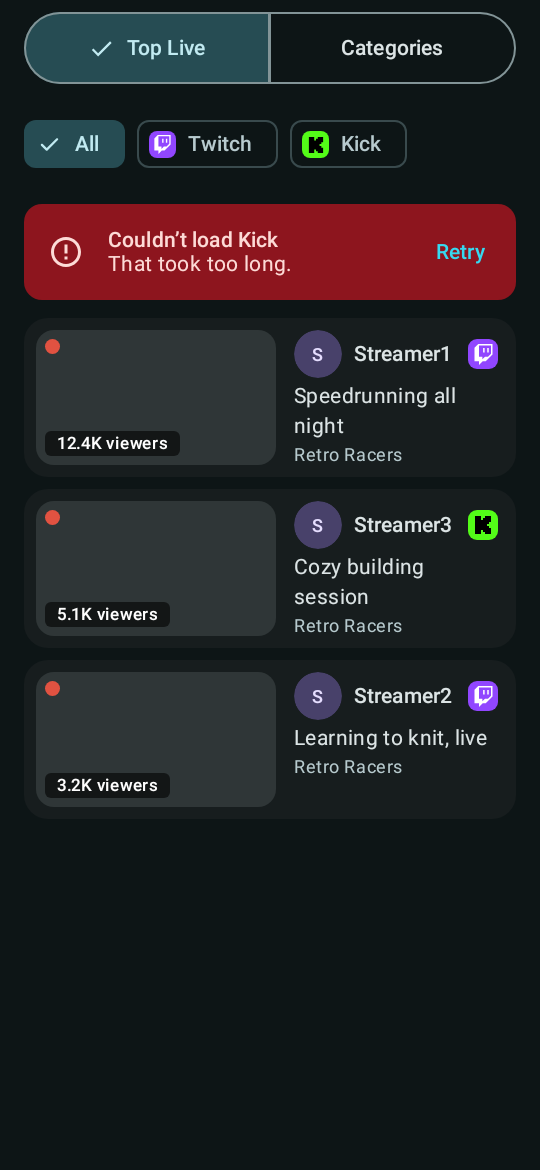 Top Live
Categories
All
Twitch
Kick
Couldn’t load Kick
That took too long.
Retry
12.4K viewers
S
Streamer1
Speedrunning all
night
Retro Racers
5.1K viewers
S
Streamer3
Cozy building
session
Retro Racers
3.2K viewers
S
Streamer2
Learning to knit, live
Retro Racers